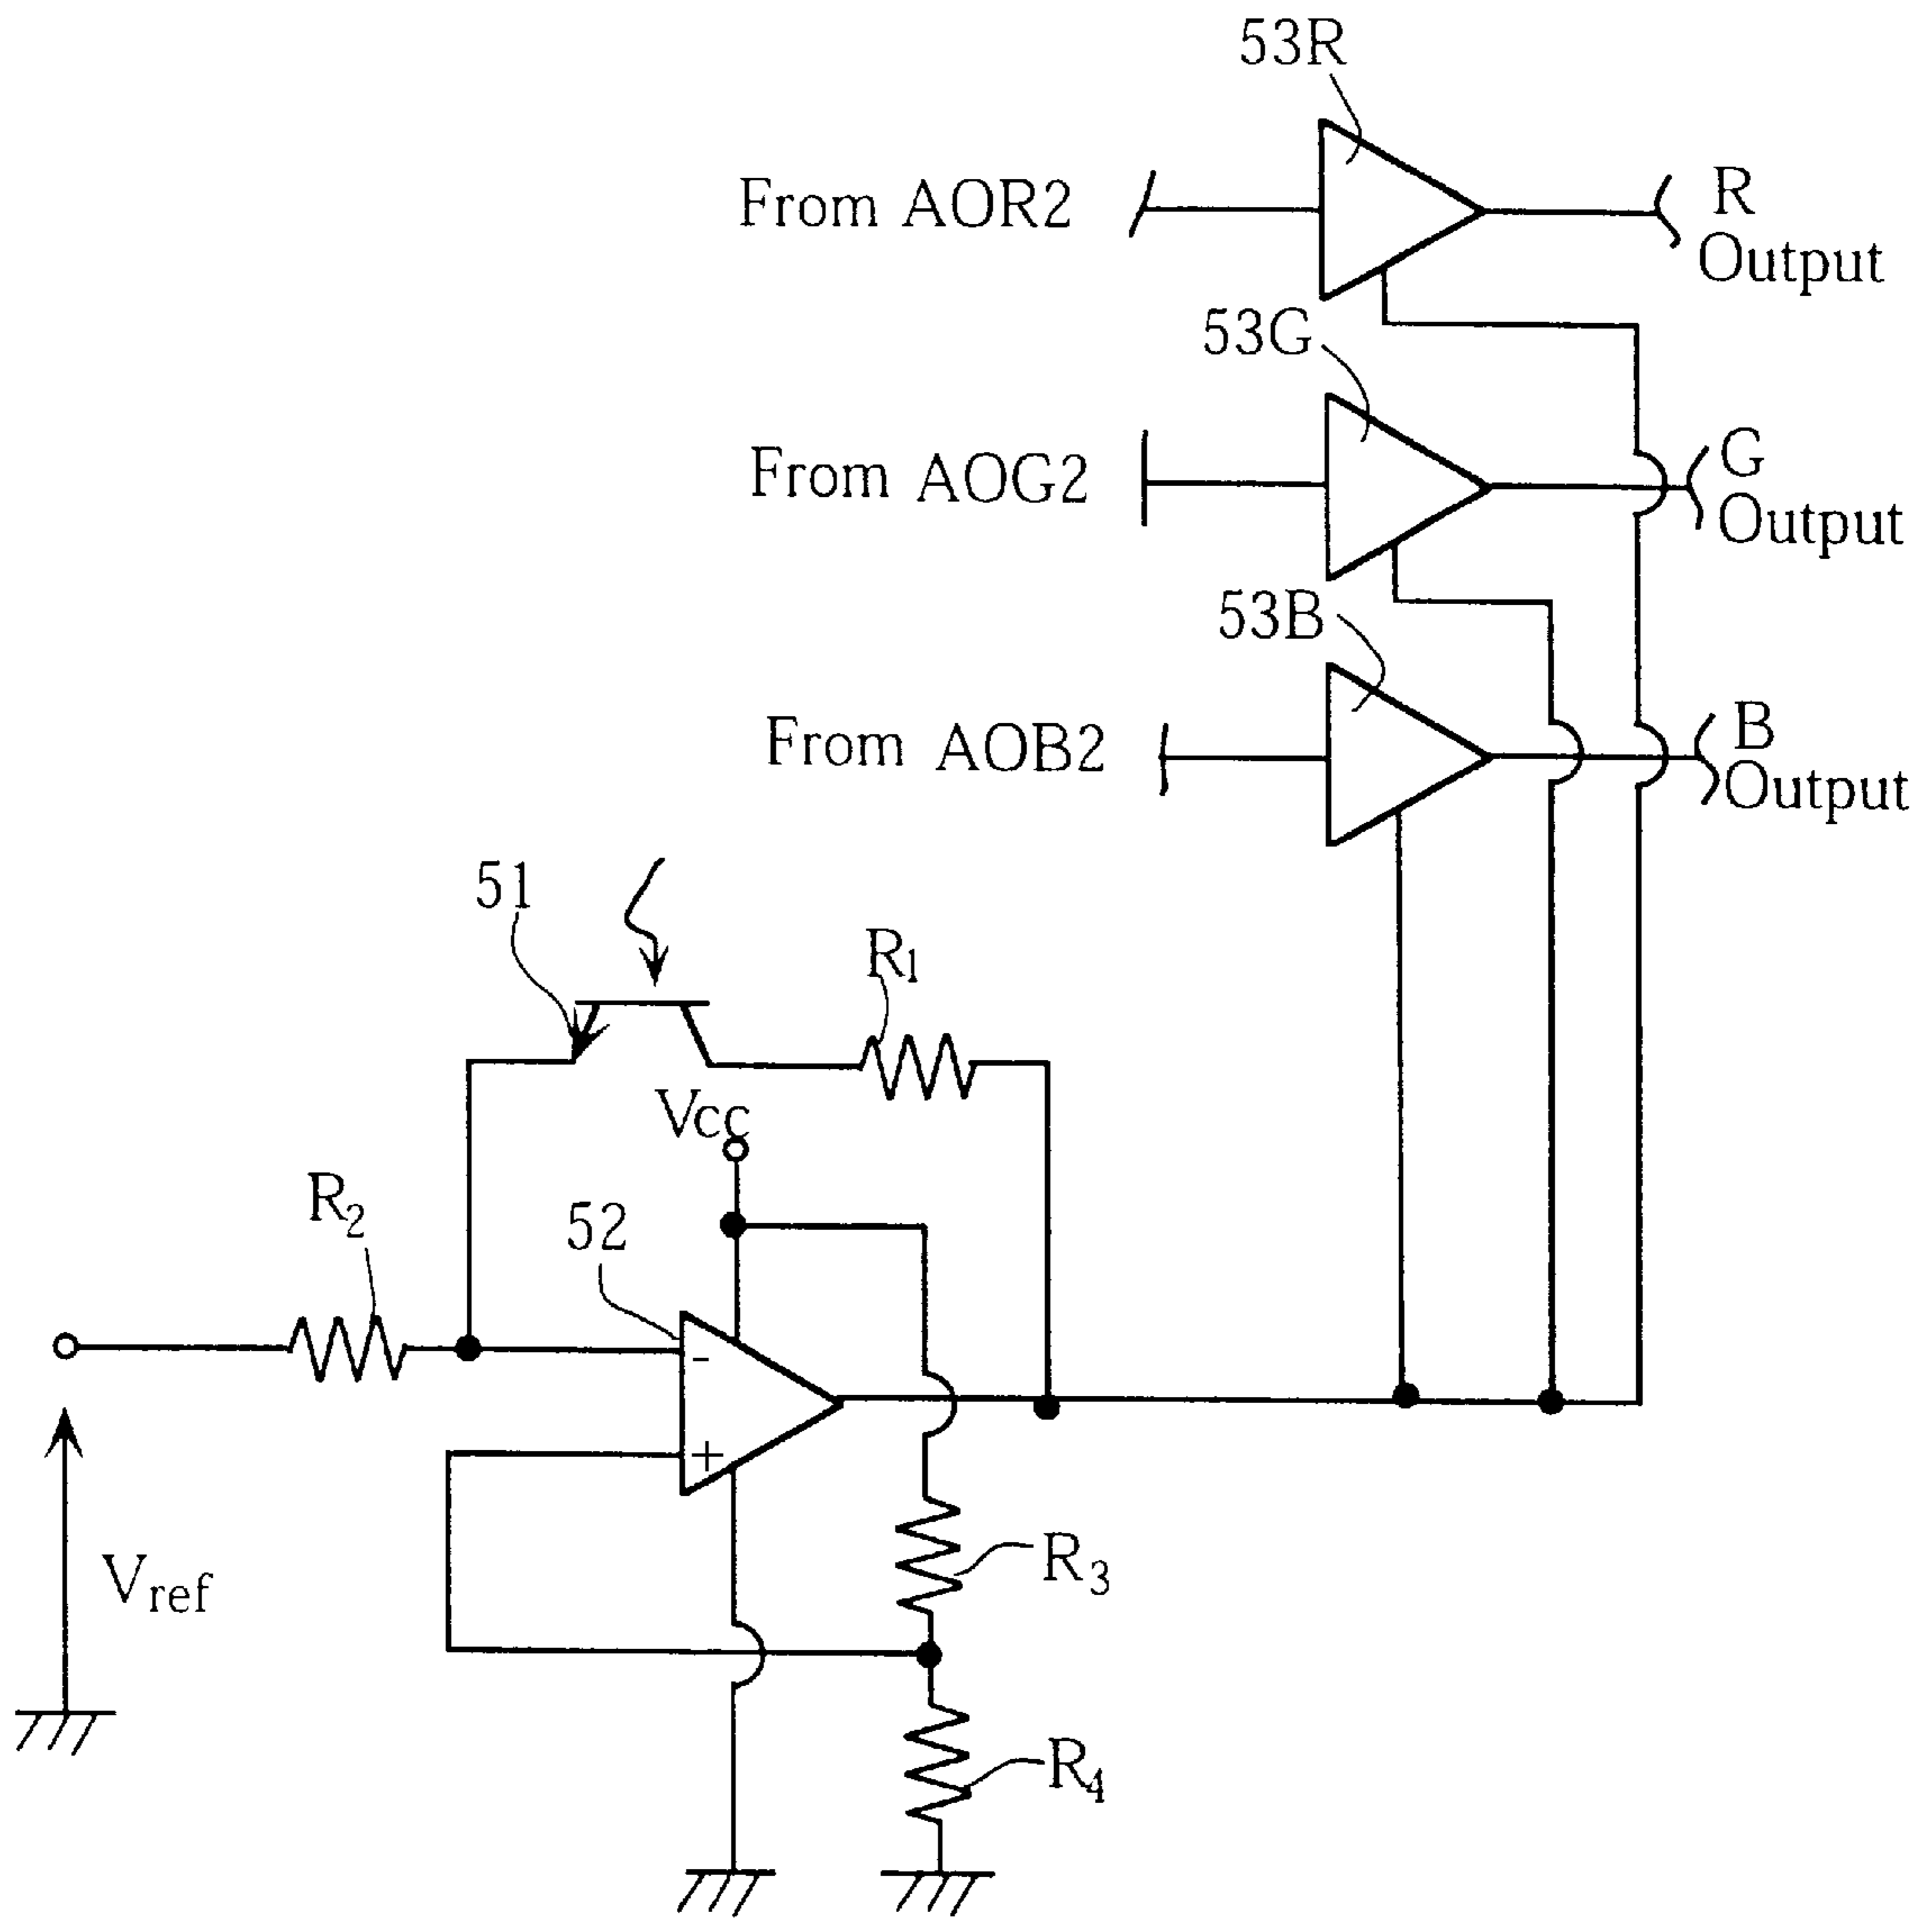 53R
From AOR2
R
Output
53G
From AOG2
G
Output
53B
From AOB2
B
Output
51
R1
Vcc
R2
52
-
+
R3
Vref
R4